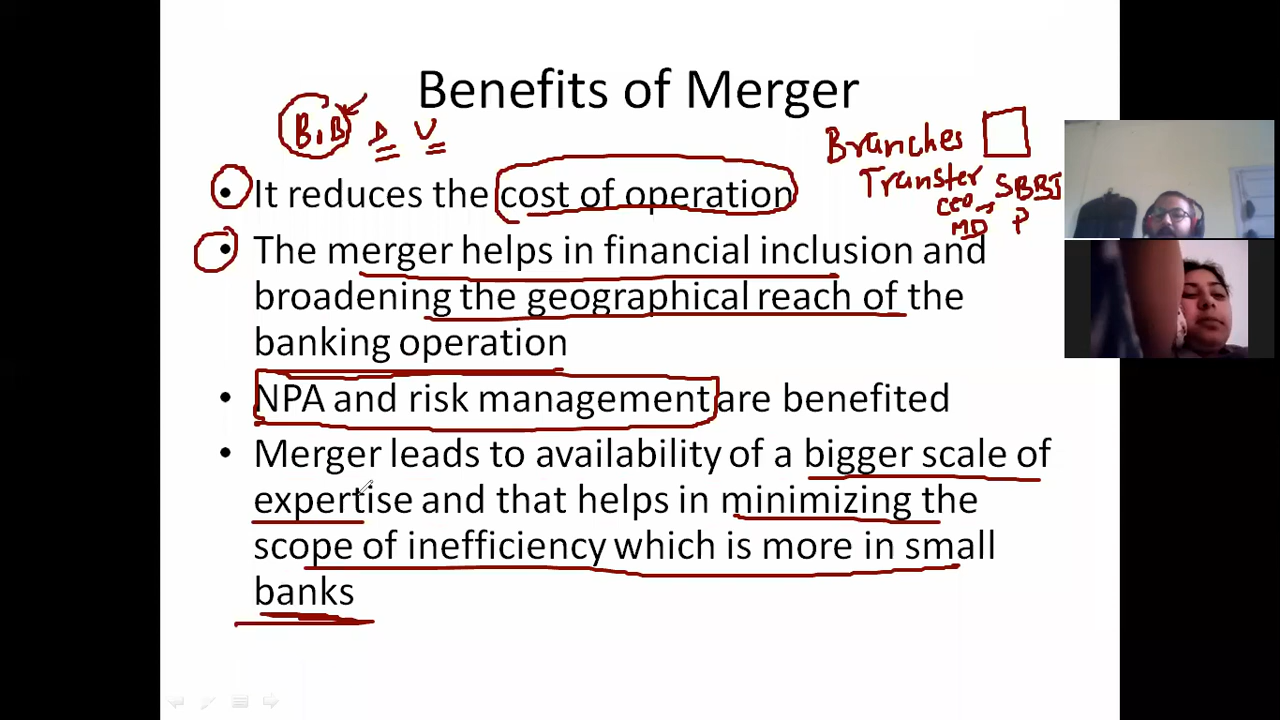 Benefits of Merger
B.B D V
Branches
Transfer
SBBJ
CEO
MD P
• It reduces the cost of operation
• The merger helps in financial inclusion and
broadening the geographical reach of the
banking operation
• NPA and risk management are benefited
• Merger leads to availability of a bigger scale of
expertise and that helps in minimizing the
scope of inefficiency which is more in small
banks